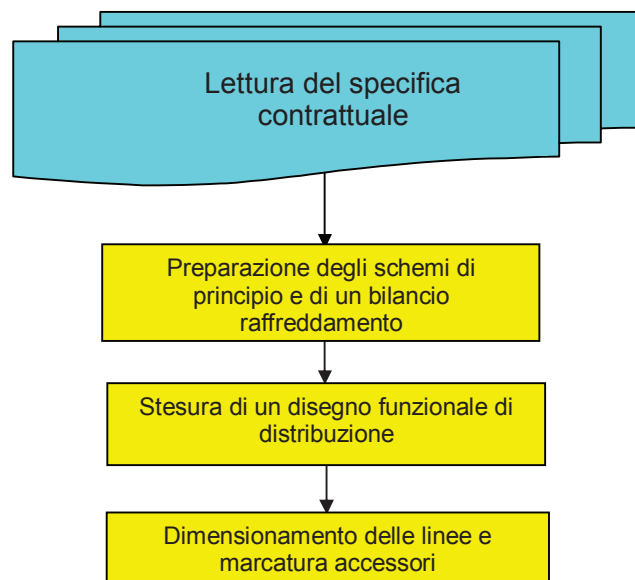 Lettura del specifica
contrattuale
Preparazione degli schemi di
principio e di un bilancio
raffreddamento
Stesura di un disegno funzionale di
distribuzione
Dimensionamento delle linee e
marcatura accessori